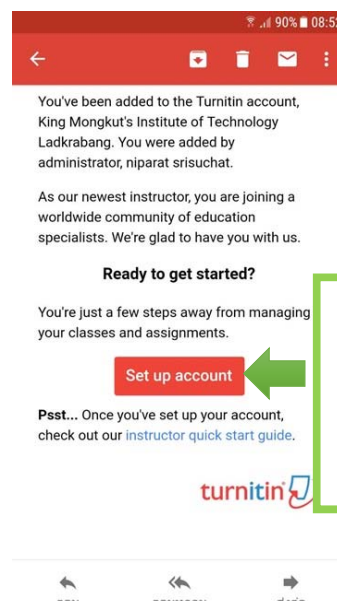 90% 08:52
You've been added to the Turnitin account,
King Mongkut's Institute of Technology
Ladkrabang. You were added by
administrator, niparat srisuchat.
As our newest instructor, you are joining a
worldwide community of education
specialists. We're glad to have you with us.
Ready to get started?
You're just a few steps away from managing
your classes and assignments.
Set up account
Psst... Once you've set up your account,
check out our instructor quick start guide.
turnitin